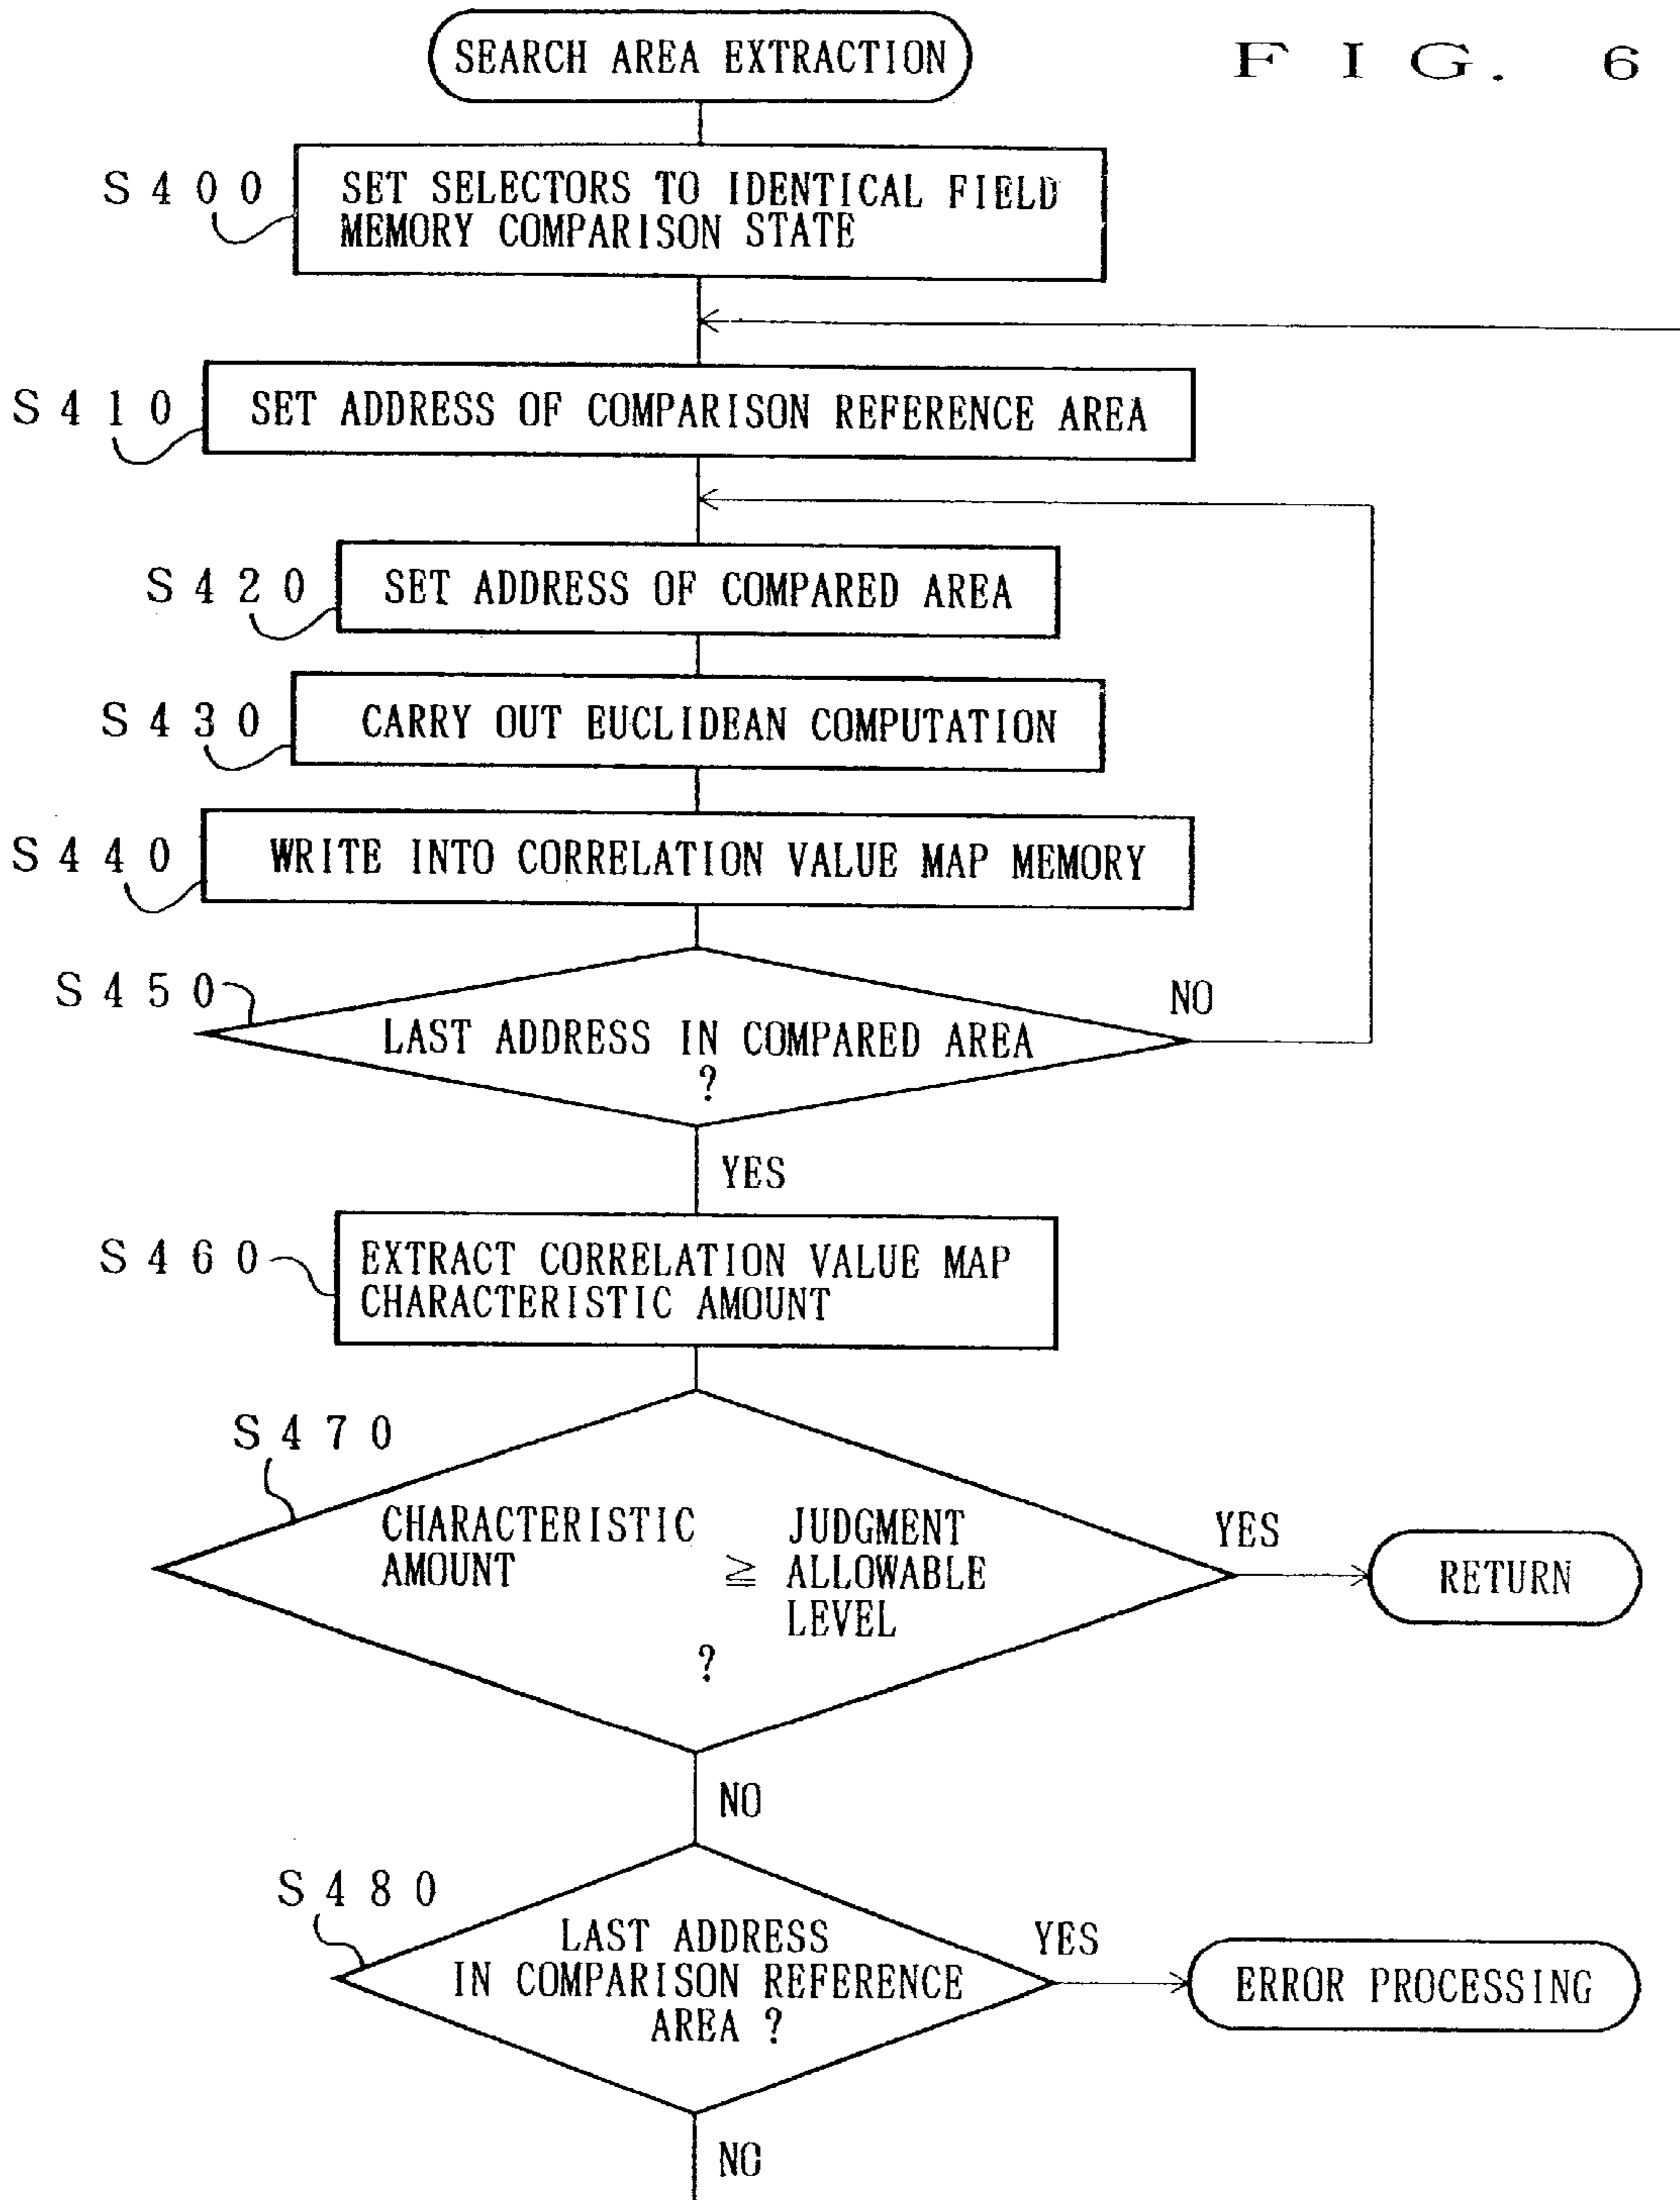 SEARCH AREA EXTRACTION
FIG. 6
S400
SET SELECTORS TO IDENTICAL FIELD
MEMORY COMPARISON STATE
S410
SET ADDRESS OF COMPARISON REFERENCE AREA
S420
SET ADDRESS OF COMPARED AREA
S430
CARRY OUT EUCLIDEAN COMPUTATION
S440
WRITE INTO CORRELATION VALUE MAP MEMORY
S450
NO
LAST ADDRESS IN COMPARED AREA
?
YES
S460
EXTRACT CORRELATION VALUE MAP
CHARACTERISTIC AMOUNT
S470
CHARACTERISTIC
AMOUNT
≧
JUDGMENT
ALLOWABLE
LEVEL
?
YES
RETURN
NO
S480
LAST ADDRESS
IN COMPARISON REFERENCE
AREA ?
YES
ERROR PROCESSING
NO